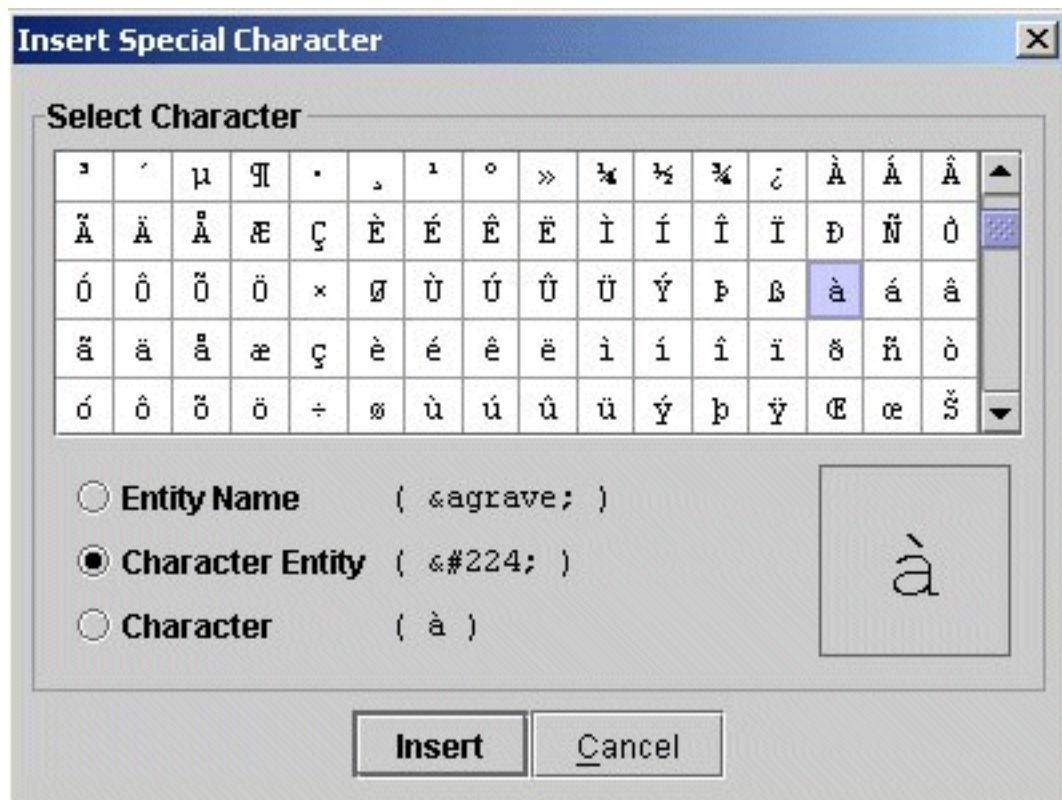 Insert Special Character
Select Character
³ ´ µ ¶ · ¸ ¹ º » ¼ ½ ¾ ¿ À Á Â
Ã Ä Å Æ Ç È É Ê Ë Ì Í Î Ï Ð Ñ Ò
Ó Ô Õ Ö × Ø Ù Ú Û Ü Ý Þ ß à á â
ã ä å æ ç è é ê ë ì í î ï ð ñ ò
ó ô õ ö ÷ ø ù ú û ü ý þ ÿ Œ œ Š
Entity Name ( &agrave; )
Character Entity ( &#224; )
à
Character ( à )
Insert Cancel